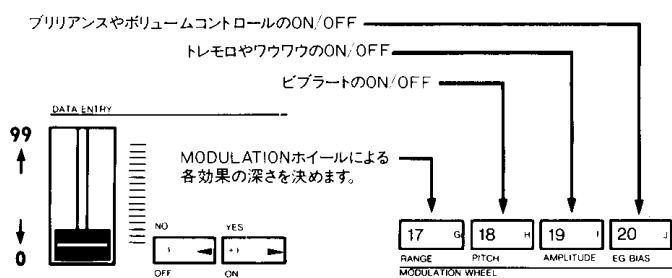 ブリリアンスやボリュームコントロールのON/OFF
トレモロやワウワウのON/OFF
ビブラートのON/OFF
DATA ENTRY
99
0
MODULATIONホイールによる
各効果の深さを決めます。
NO YES
OFF ON
17 G 18 H 19 I 20 J
RANGE PITCH AMPLITUDE EG BIAS
MODULATION WHEEL